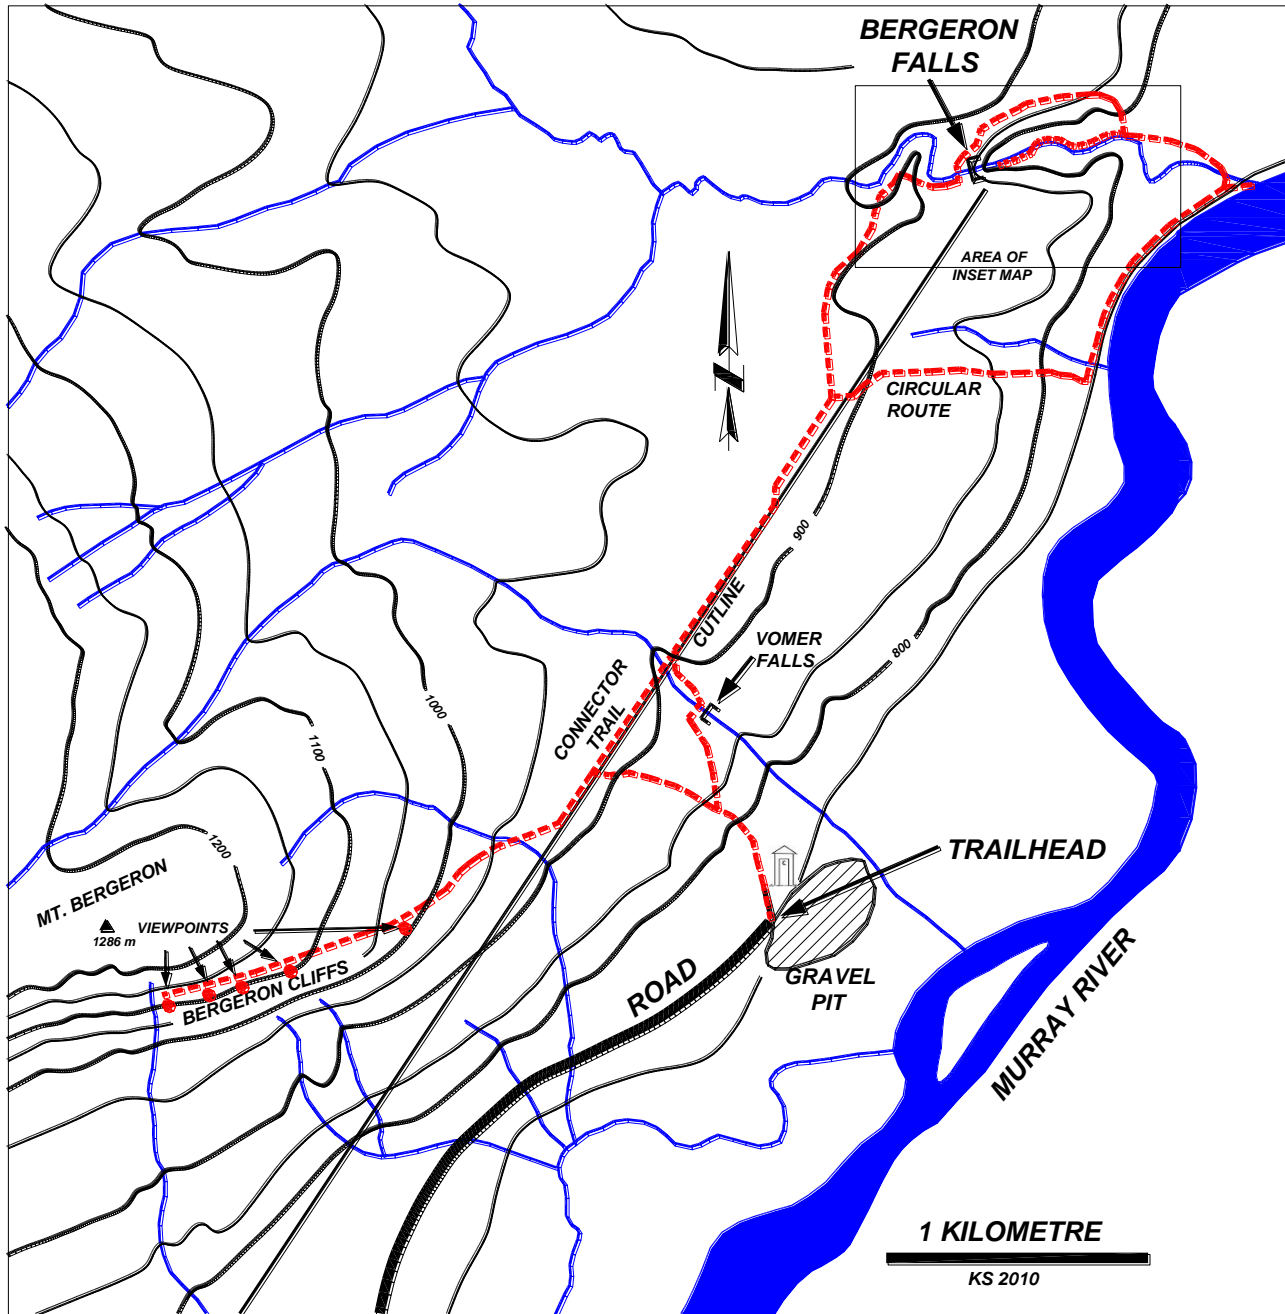 BERGERON
FALLS
AREA OF
INSET MAP
CIRCULAR
ROUTE
900
CUTLINE
VOMER
FALLS
800
CONNECTOR
TRAIL
1000
1100
1200
MT. BERGERON
1286 m
VIEWPOINTS
BERGERON CLIFFS
TRAILHEAD
ROAD
GRAVEL
PIT
MURRAY RIVER
1 KILOMETRE
KS 2010